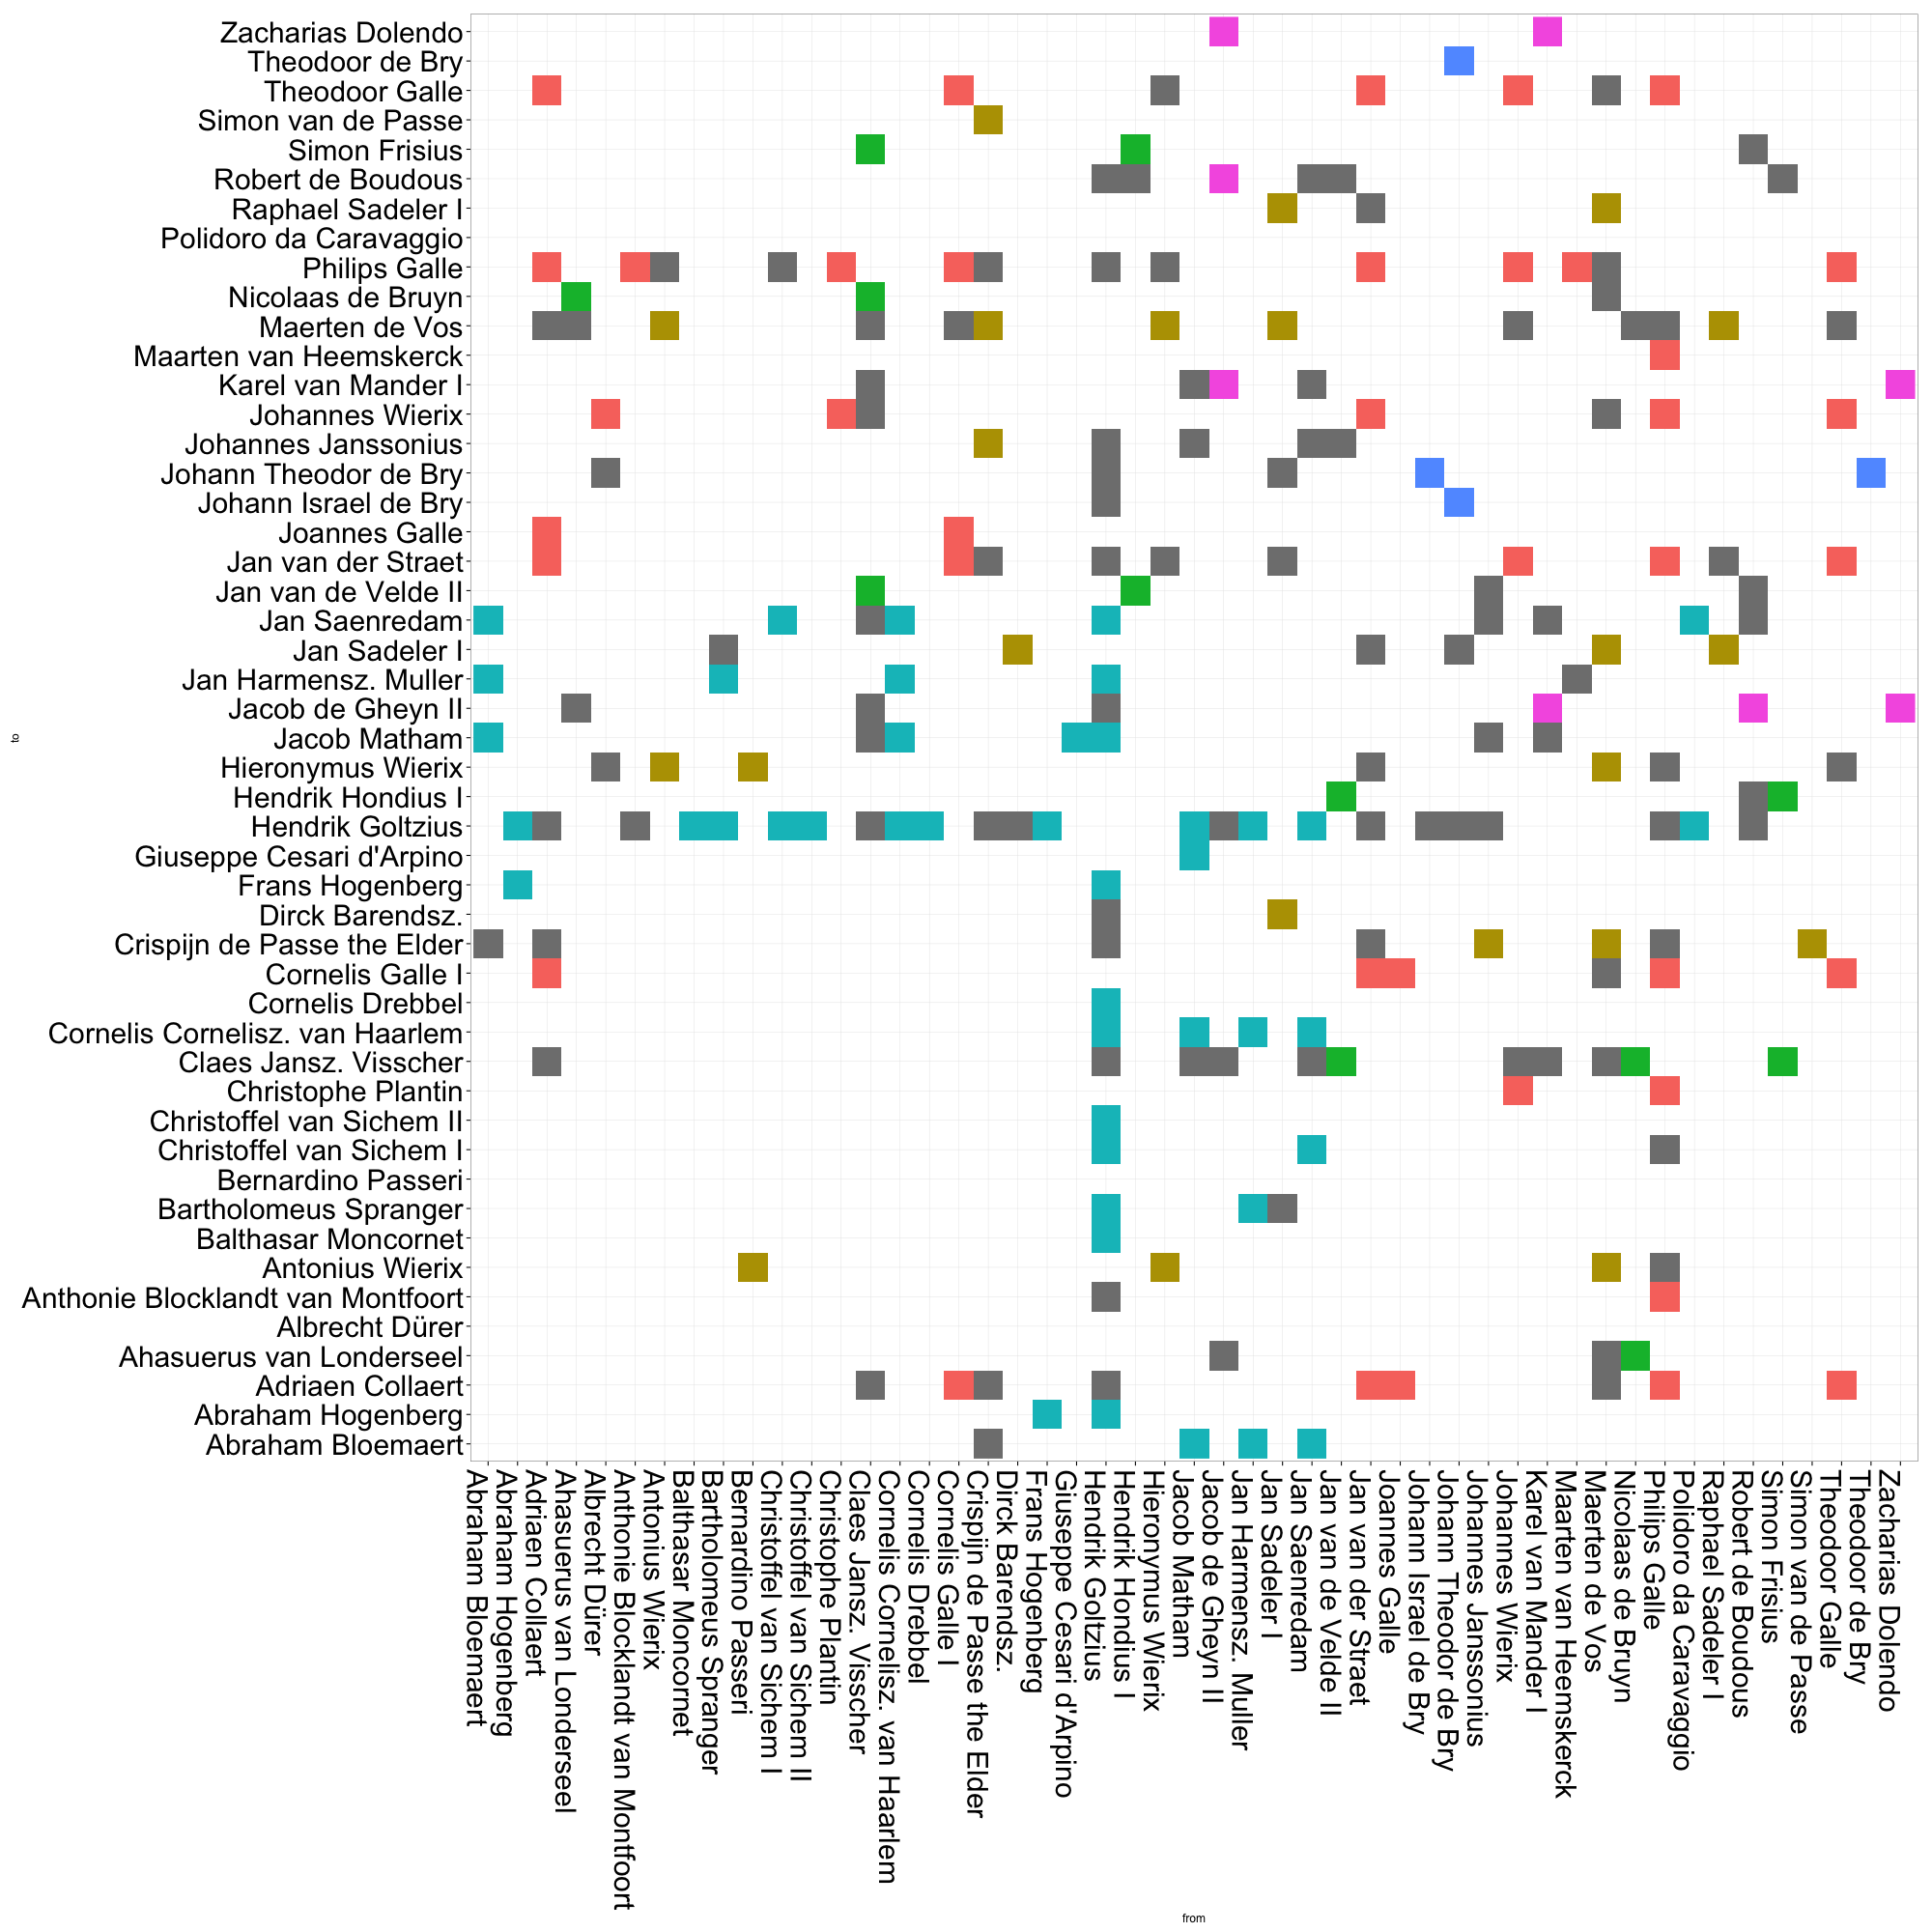 Zacharias Dolendo
Theodoor de Bry
Theodoor Galle
Simon van de Passe
Simon Frisius
Robert de Boudous
Raphael Sadeler I
Polidoro da Caravaggio
Philips Galle
Nicolaas de Bruyn
Maerten de Vos
Maarten van Heemskerck
Karel van Mander I
Johannes Wierix
Johannes Janssonius
Johann Theodor de Bry
Johann Israel de Bry
Joannes Galle
Jan van der Straet
Jan van de Velde II
Jan Saenredam
Jan Sadeler I
Jan Harmensz. Muller
Jacob de Gheyn II
Jacob Matham
Hieronymus Wierix
Hendrik Hondius I
Hendrik Goltzius
Giuseppe Cesari d'Arpino
Frans Hogenberg
Dirck Barendsz.
Crispijn de Passe the Elder
Cornelis Galle I
Cornelis Drebbel
Cornelis Cornelisz. van Haarlem
Claes Jansz. Visscher
Christophe Plantin
Christoffel van Sichem II
Christoffel van Sichem I
Bernardino Passeri
Bartholomeus Spranger
Balthasar Moncornet
Antonius Wierix
Anthonie Blocklandt van Montfoort
Albrecht Dürer
Ahasuerus van Londerseel
Adriaen Collaert
Abraham Hogenberg
Abraham Bloemaert
to
Abraham Bloemaert
Abraham Hogenberg
Adriaen Collaert
Ahasuerus van Londerseel
Albrecht Dürer
Anthonie Blocklandt van Montfoort
Antonius Wierix
Balthasar Moncornet
Bartholomeus Spranger
Bernardino Passeri
Christoffel van Sichem I
Christoffel van Sichem II
Christophe Plantin
Claes Jansz. Visscher
Cornelis Cornelisz. van Haarlem
Cornelis Drebbel
Cornelis Galle I
Crispijn de Passe the Elder
Dirck Barendsz.
Frans Hogenberg
Giuseppe Cesari d'Arpino
Hendrik Goltzius
Hendrik Hondius I
Hieronymus Wierix
Jacob Matham
Jacob de Gheyn II
Jan Harmensz. Muller
Jan Sadeler I
Jan Saenredam
Jan van de Velde II
Jan van der Straet
Joannes Galle
Johann Israel de Bry
Johann Theodor de Bry
Johannes Janssonius
Johannes Wierix
Karel van Mander I
Maarten van Heemskerck
Maerten de Vos
Nicolaas de Bruyn
Philips Galle
Polidoro da Caravaggio
Raphael Sadeler I
Robert de Boudous
Simon Frisius
Simon van de Passe
Theodoor Galle
Theodoor de Bry
Zacharias Dolendo
from